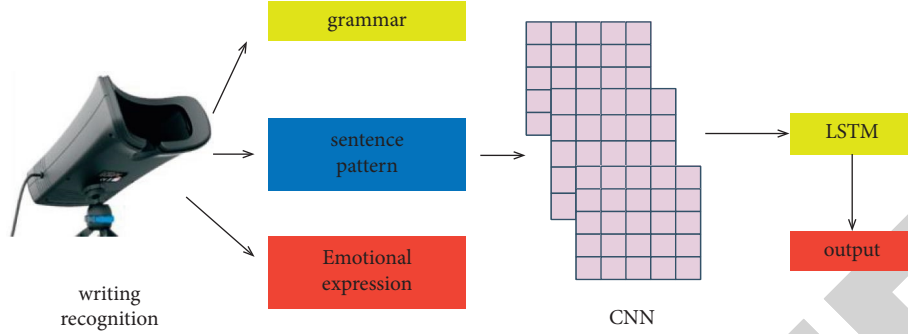 grammar
sentence
pattern
Emotional
expression
writing
recognition
CNN
LSTM
output